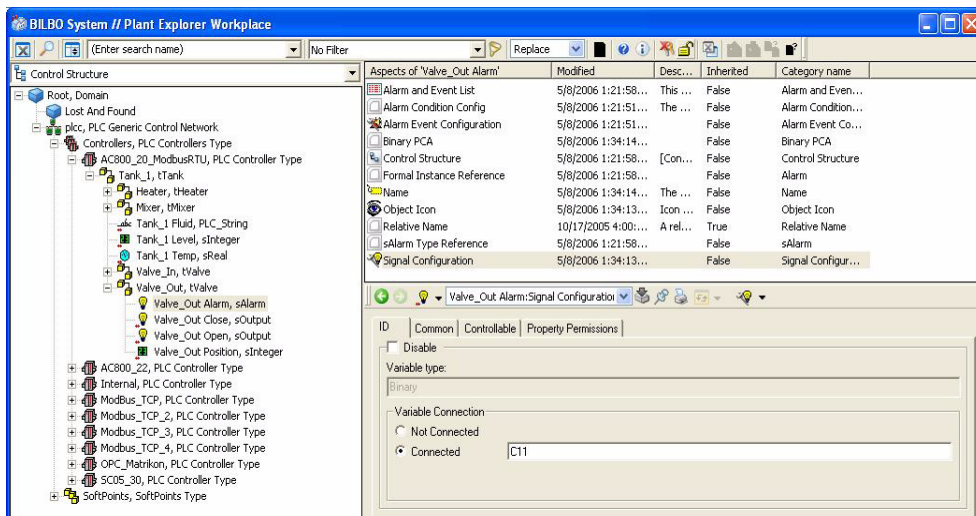 BILBO System // Plant Explorer Workplace
(Enter search name) No Filter Replace
Control Structure
Root, Domain
Lost And Found
plcc, PLC Generic Control Network
Controllers, PLC Controllers Type
AC800_20_ModbusRTU, PLC Controller Type
Tank_1, tTank
Heater, tHeater
Mixer, tMixer
Tank_1 Fluid, PLC_String
Tank_1 Level, sInteger
Tank_1 Temp, sReal
Valve_In, tValve
Valve_Out, tValve
Valve_Out Alarm, sAlarm
Valve_Out Close, sOutput
Valve_Out Open, sOutput
Valve_Out Position, sInteger
AC800_22, PLC Controller Type
Internal, PLC Controller Type
ModBus_TCP, PLC Controller Type
Modbus_TCP_2, PLC Controller Type
Modbus_TCP_3, PLC Controller Type
Modbus_TCP_4, PLC Controller Type
OPC_Matrikon, PLC Controller Type
SC05_30, PLC Controller Type
SoftPoints, SoftPoints Type
Aspects of 'Valve_Out Alarm' Modified Desc... Inherited Category name
Alarm and Event List 5/8/2006 1:21:58... This ... False Alarm and Even...
Alarm Condition Config 5/8/2006 1:21:51... The ... False Alarm Condition...
Alarm Event Configuration 5/8/2006 1:21:51... False Alarm Event Co...
Binary PCA 5/8/2006 1:34:14... False Binary PCA
Control Structure 5/8/2006 1:21:58... [Con... False Control Structure
Formal Instance Reference 5/8/2006 1:21:58... False Alarm
Name 5/8/2006 1:34:14... The ... False Name
Object Icon 5/8/2006 1:34:13... Icon ... False Object Icon
Relative Name 10/17/2005 4:00:... A rel... True Relative Name
sAlarm Type Reference 5/8/2006 1:21:58... False sAlarm
Signal Configuration 5/8/2006 1:34:13... False Signal Configur...
Valve_Out Alarm:Signal Configuration
ID Common Controllable Property Permissions
Disable
Variable type:
Binary
Variable Connection
Not Connected
Connected C11